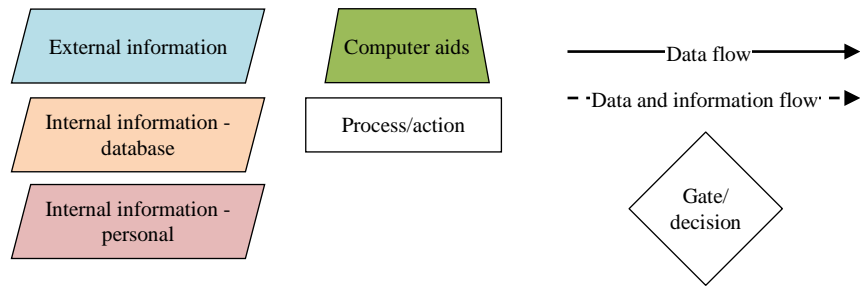 External information
Computer aids
Data flow
Internal information -
database
Process/action
Data and information flow
Internal information -
personal
Gate/
decision